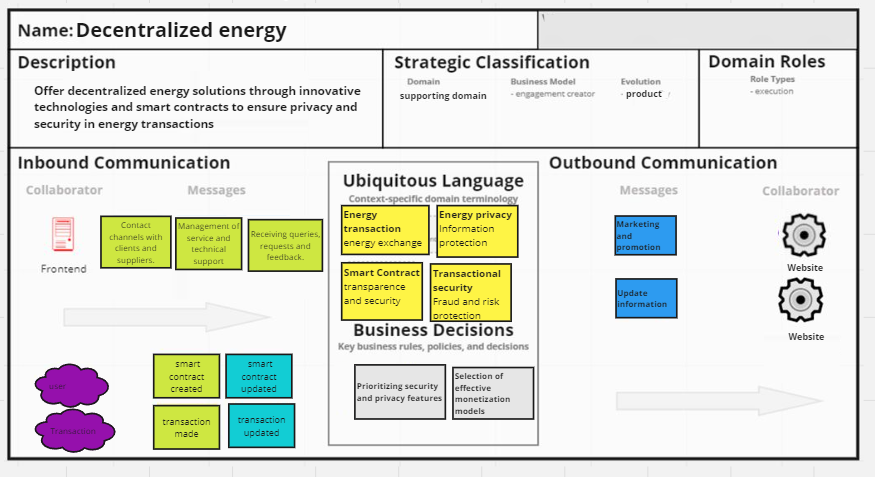 Name: Decentralized energy
Description
Offer decentralized energy solutions through innovative
technologies and smart contracts to ensure privacy and
security in energy transactions
Strategic Classification
Domain
supporting domain
Business Model
- engagement creator
Evolution
- product
Domain Roles
Role Types
- execution
Inbound Communication
Collaborator
Messages
Frontend
Contact
channels with
clients and
suppliers.
Management of
service and
technical
support
Receiving queries,
requests and
feedback.
user
Transaction
smart
contract
created
smart
contract
updated
transaction
made
transaction
updated
Ubiquitous Language
Context-specific domain terminology
Energy
transaction
energy exchange
Energy privacy
Information
protection
Smart Contract
transparence
and security
Transactional
security
Fraud and risk
protection
Business Decisions
Key business rules, policies, and decisions
Prioritizing security
and privacy features
Selection of
effective
monetization
models
Outbound Communication
Messages
Collaborator
Marketing
and
promotion
Website
Update
information
Website